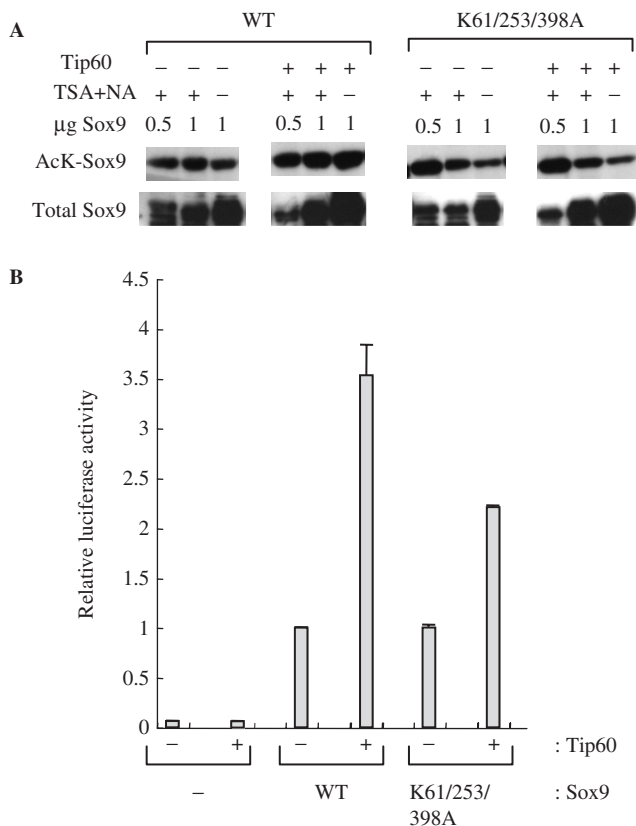 A
WT
K61/253/398A
Tip60 − − − + + + − − − + + +
TSA+NA + + − + + − + + − + + −
µg Sox9 0.5 1 1 0.5 1 1 0.5 1 1 0.5 1 1
AcK-Sox9
Total Sox9
B
4.5
4
3.5
3
2.5
2
1.5
1
0.5
0
Relative luciferase activity
− + − + − + : Tip60
− WT K61/253/ : Sox9
398A